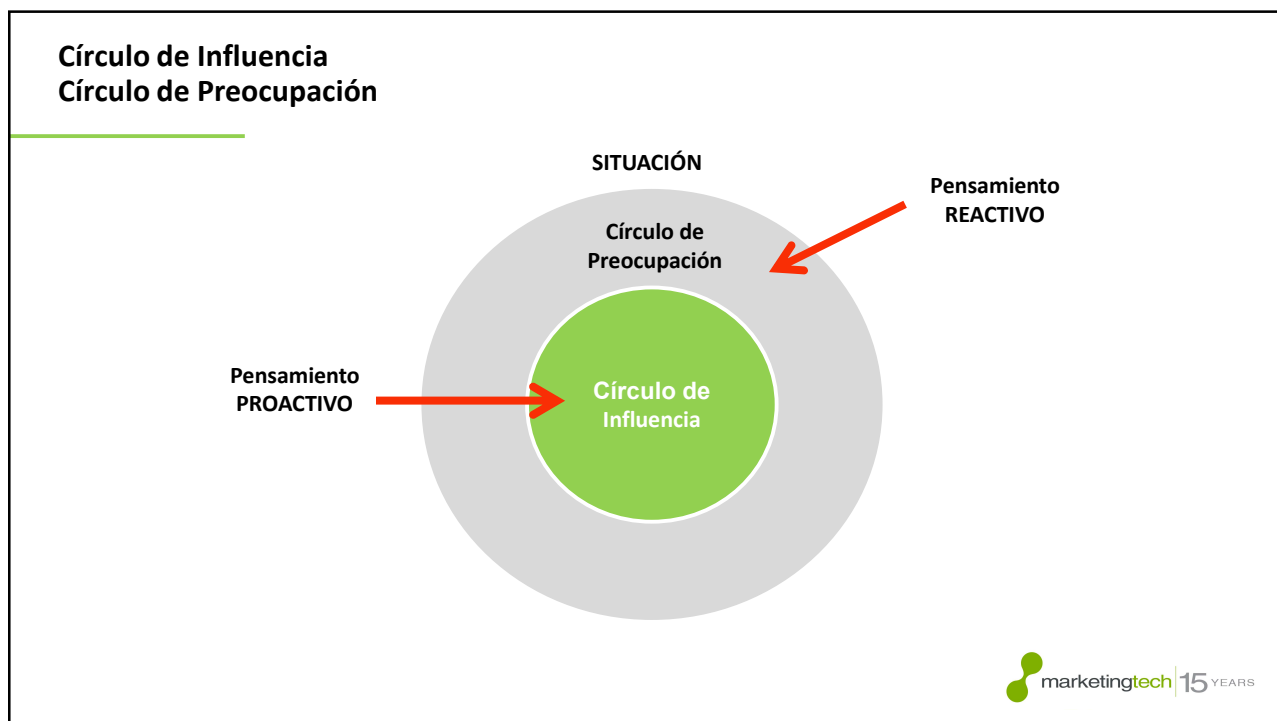 Círculo de Influencia
Círculo de Preocupación
SITUACIÓN
Pensamiento
REACTIVO
Círculo de
Preocupación
Pensamiento
PROACTIVO
Círculo de
Influencia
marketingtech 15 YEARS